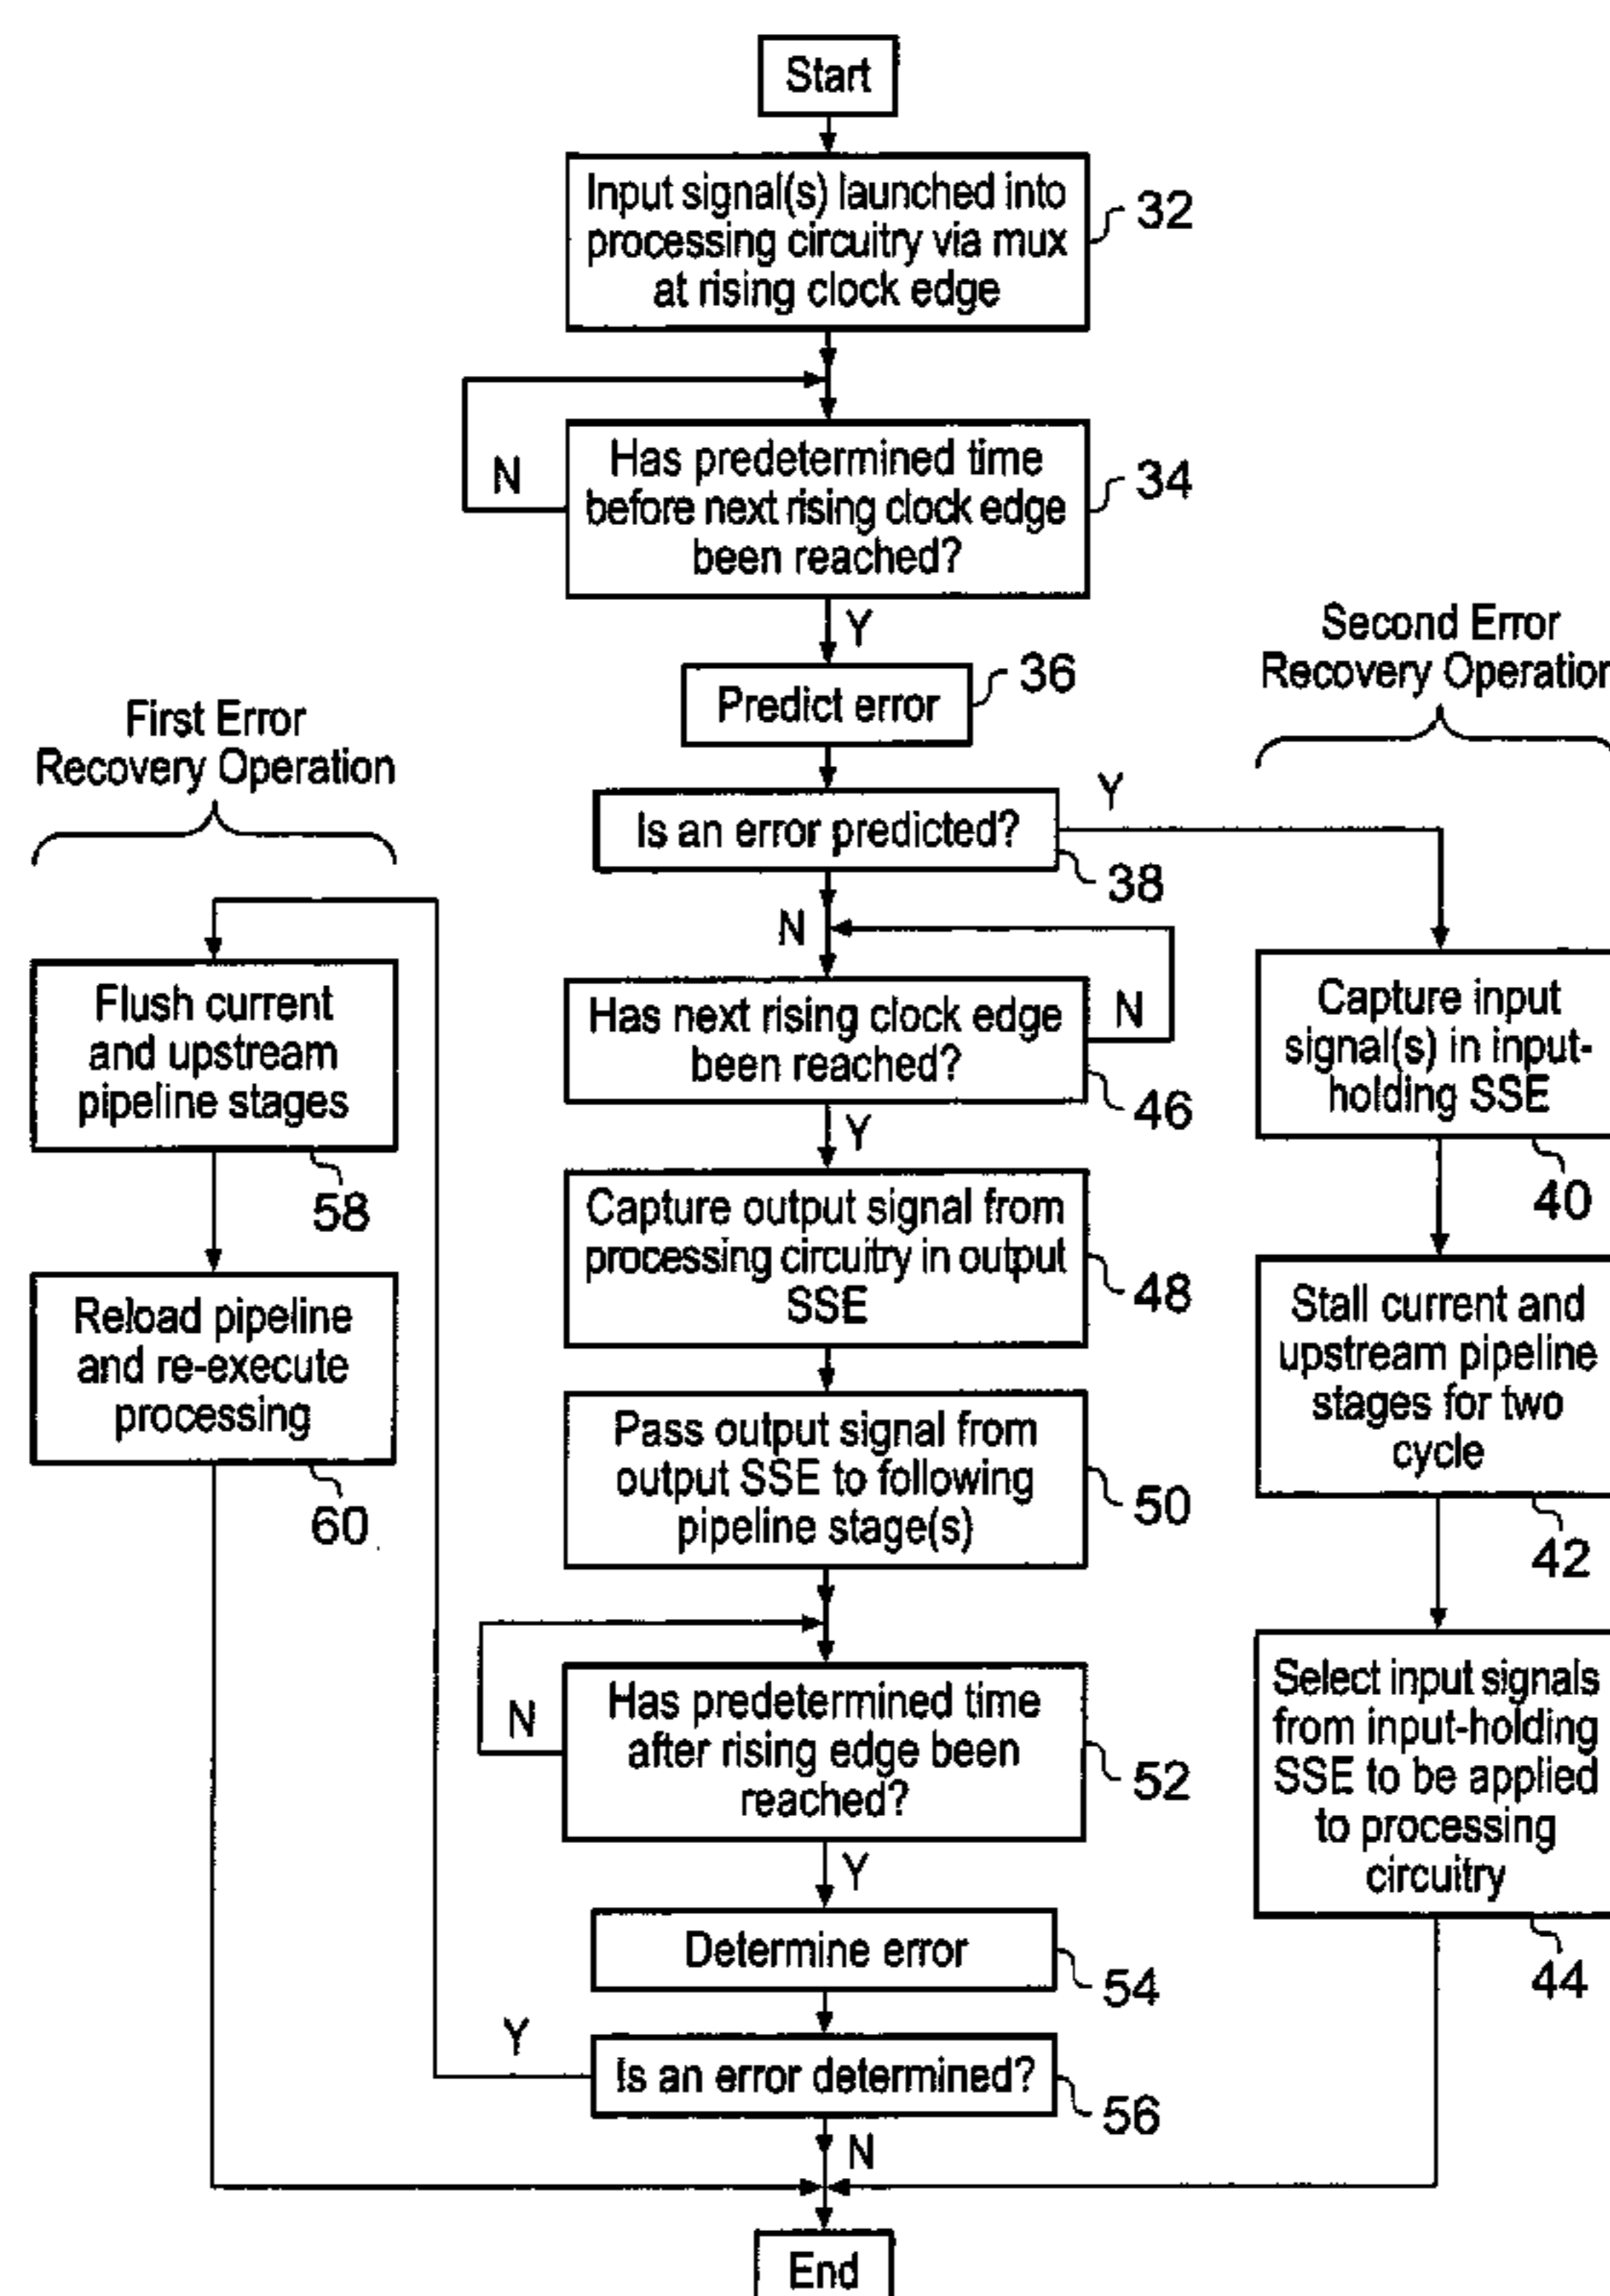 Start
Input signal(s) launched into
processing circuitry via mux
at rising clock edge
32
N
Has predetermined time
before next rising clock edge
been reached?
34
Y
Predict error
36
Second Error
Recovery Operation
First Error
Recovery Operation
Is an error predicted?
Y
38
N
Flush current
and upstream
pipeline stages
58
Has next rising clock edge
been reached?
N
46
Y
Capture input
signal(s) in input-
holding SSE
40
Capture output signal from
processing circuitry in output
SSE
48
Reload pipeline
and re-execute
processing
60
Stall current and
upstream pipeline
stages for two
cycle
42
Pass output signal from
output SSE to following
pipeline stage(s)
50
N
Has predetermined time
after rising edge been
reached?
52
Y
Select input signals
from input-holding
SSE to be applied
to processing
circuitry
44
Determine error
54
Y
Is an error determined?
56
N
End